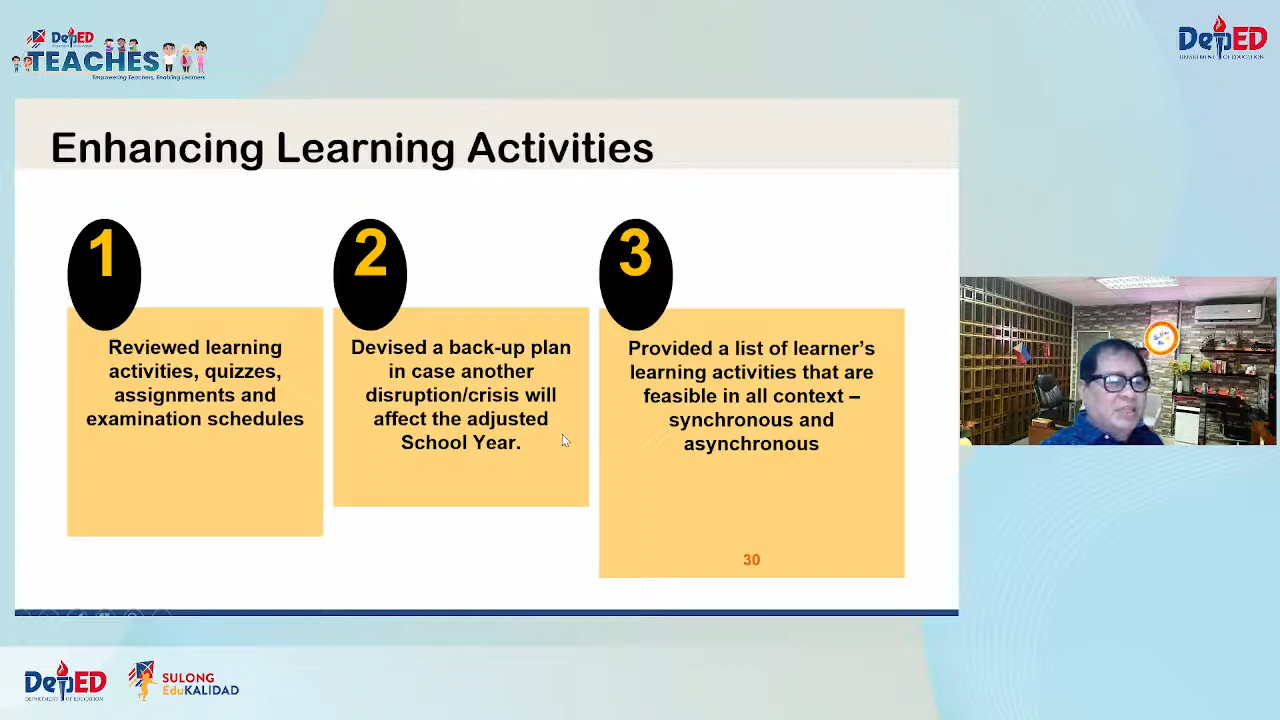 DepED
TEACHES
Empowering Teachers, Enabling Learners
DepED
DEPARTMENT OF EDUCATION
Enhancing Learning Activities
1
Reviewed learning
activities, quizzes,
assignments and
examination schedules
2
Devised a back-up plan
in case another
disruption/crisis will
affect the adjusted
School Year.
3
Provided a list of learner’s
learning activities that are
feasible in all context –
synchronous and
asynchronous
30
DepED
DEPARTMENT OF EDUCATION
SULONG
EduKALIDAD